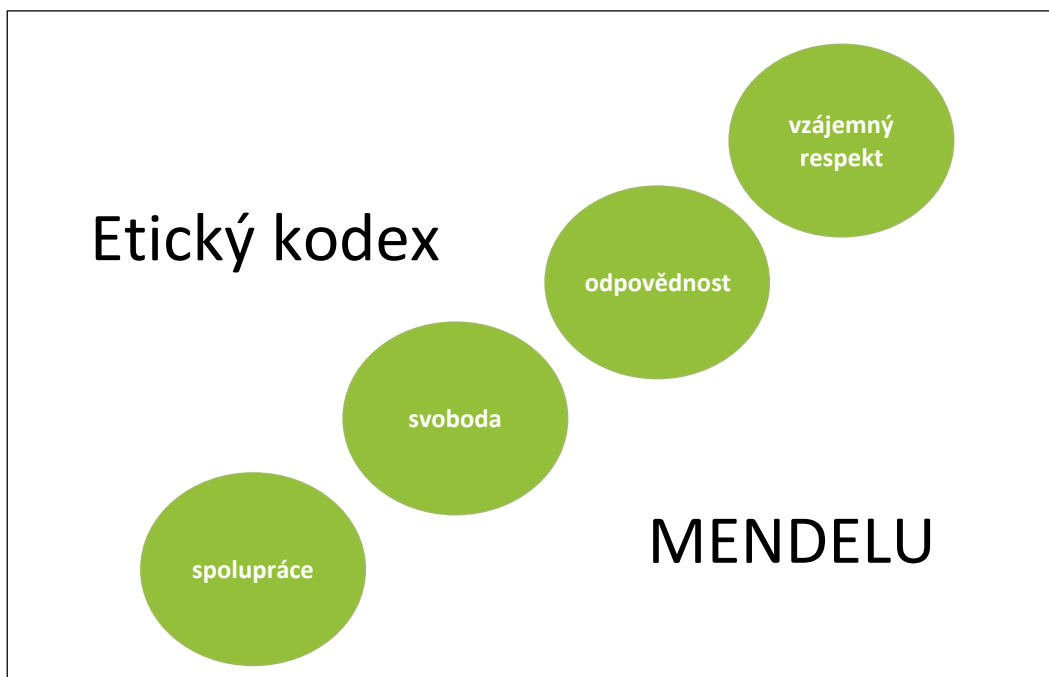 vzájemný
respekt
Etický kodex
odpovědnost
svoboda
MENDELU
spolupráce